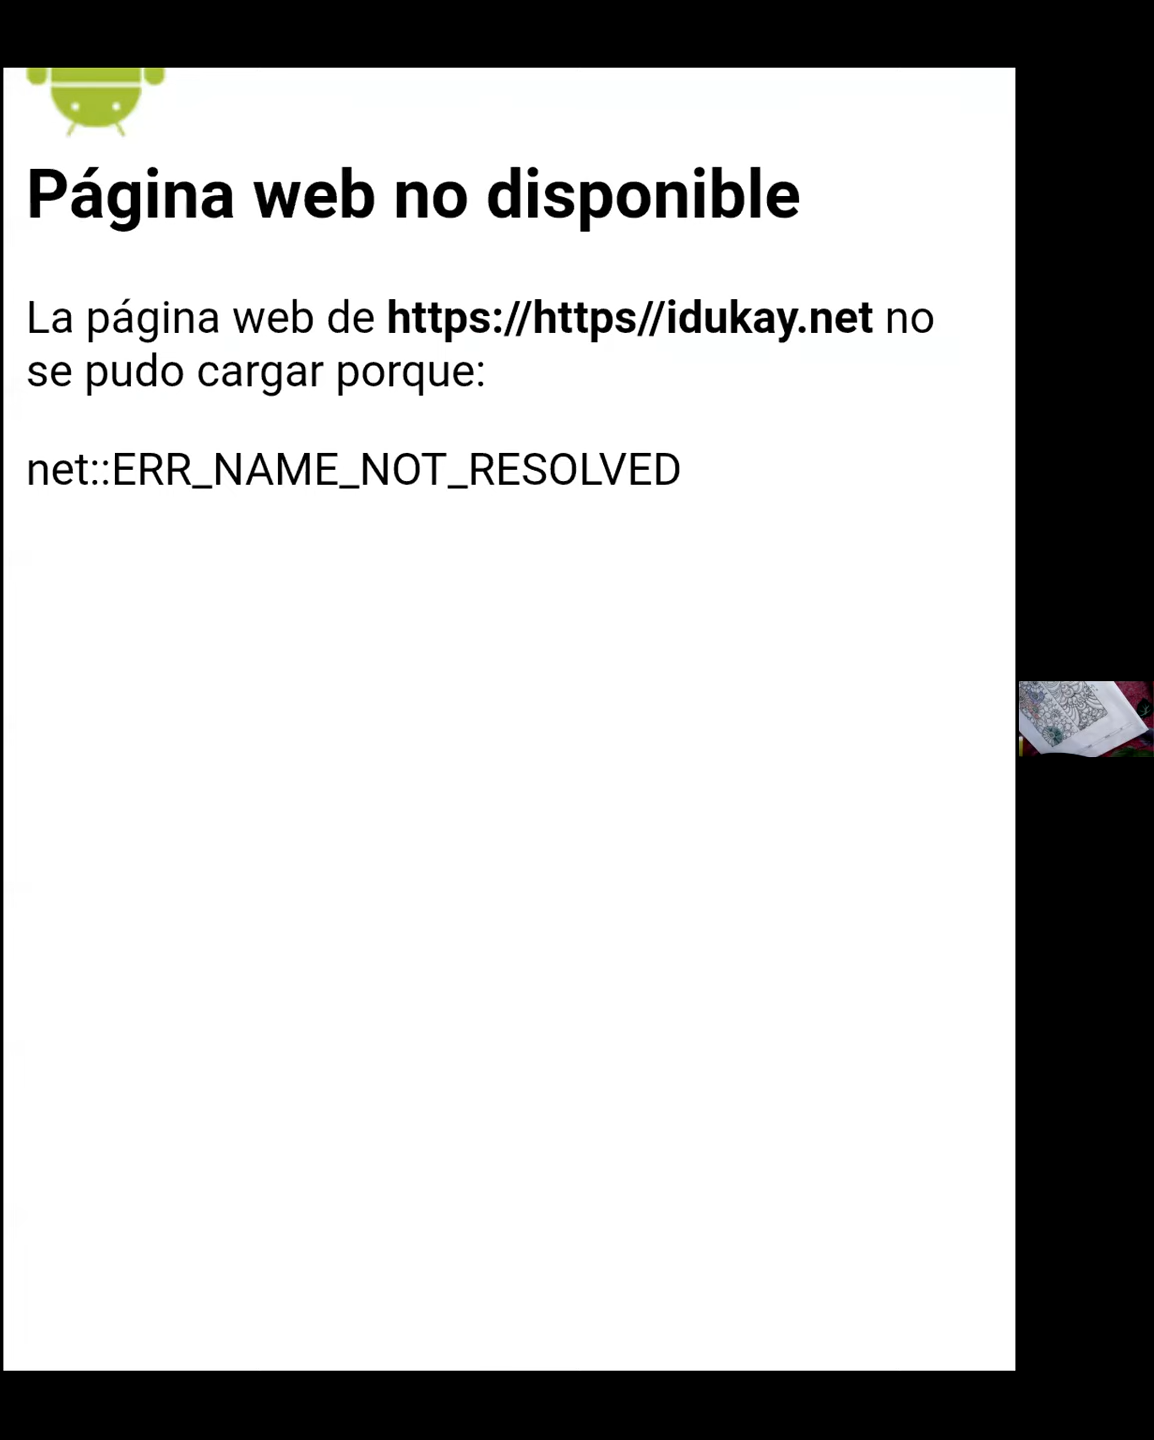 Página web no disponible
La página web de https://https//idukay.net no
se pudo cargar porque:
net::ERR_NAME_NOT_RESOLVED